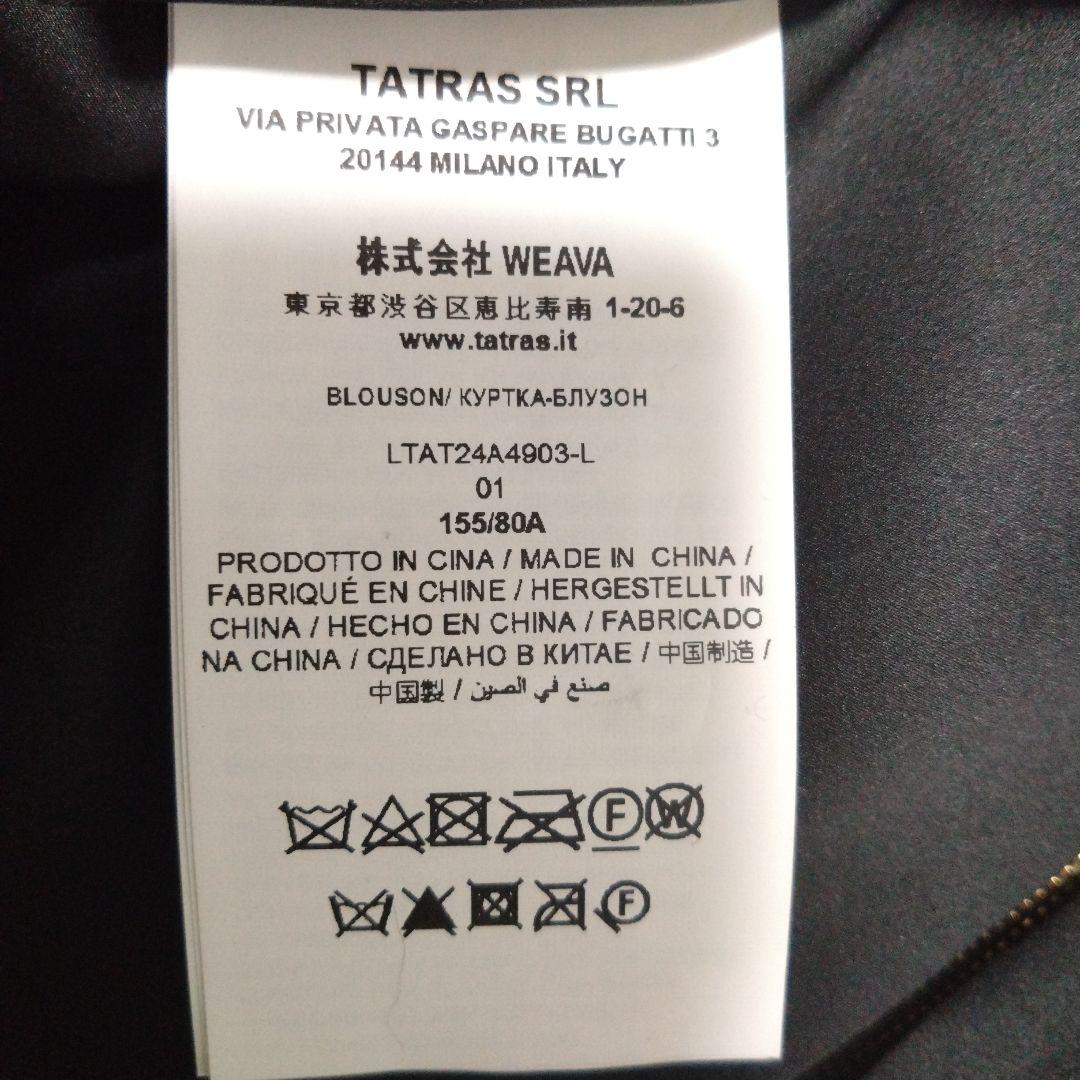 TATRAS SRL
VIA PRIVATA GASPARE BUGATTI 3
20144 MILANO ITALY
株式会社 WEAVA
東京都渋谷区恵比寿南 1-20-6
www.tatras.it
BLOUSON/ КУРТКА-БЛУЗОН
LTAT24A4903-L
01
155/80A
PRODOTTO IN CINA / MADE IN CHINA /
FABRIQUÉ EN CHINE / HERGESTELLT IN
CHINA / HECHO EN CHINA / FABRICADO
NA CHINA / СДЕЛАНО В КИТАЕ / 中国制造 /
中国製 / صنع في الصين
F W
F